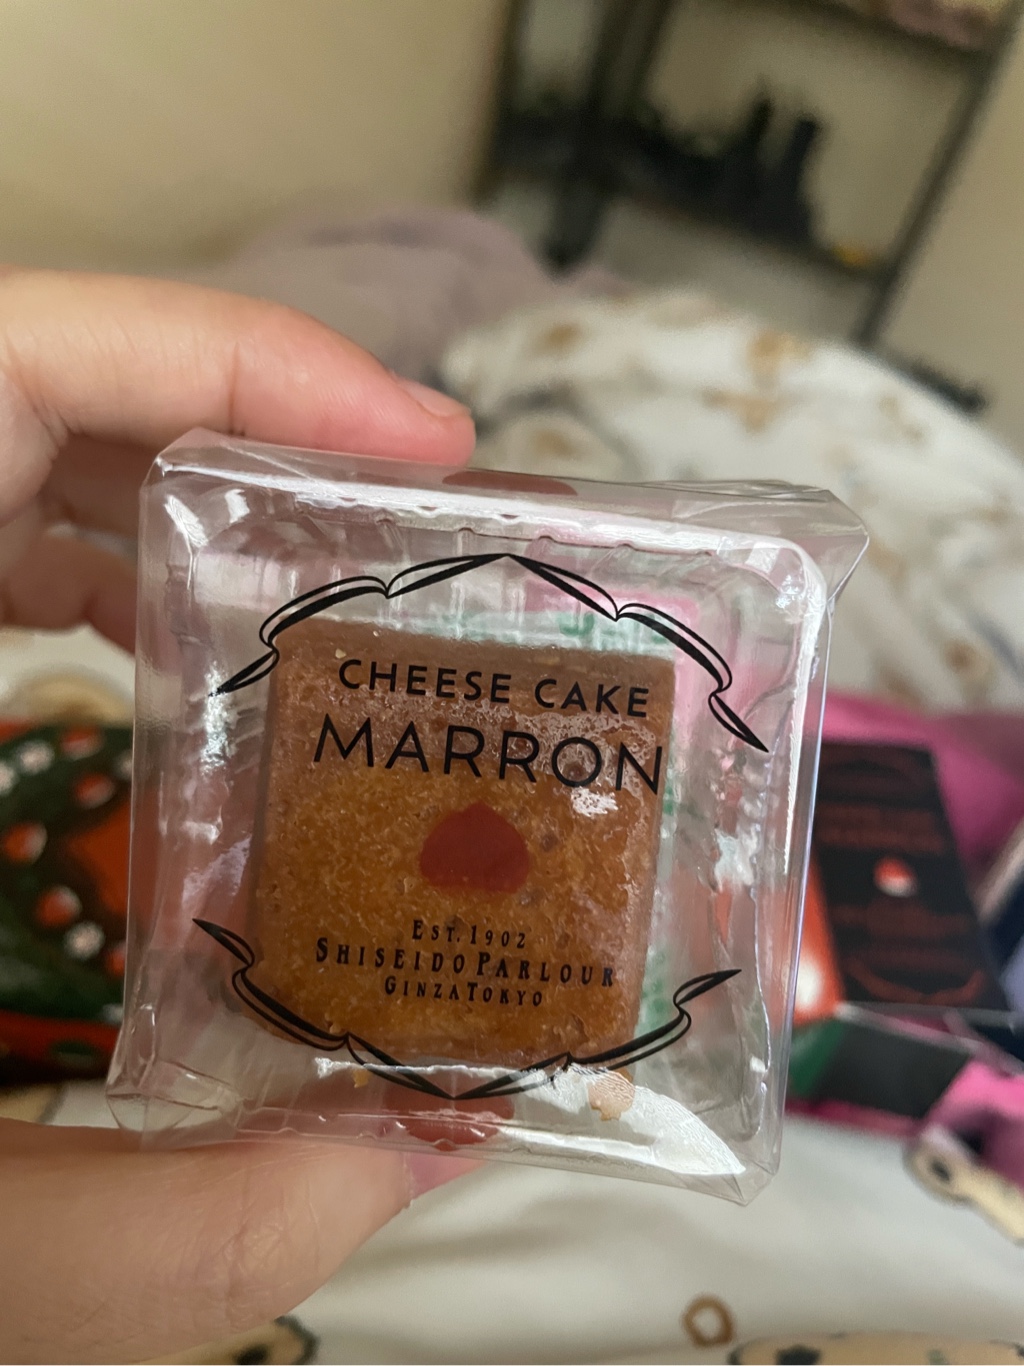 CHEESE CAKE
MARRON
EST. 1902
SHISEIDO PARLOUR
GINZA TOKYO